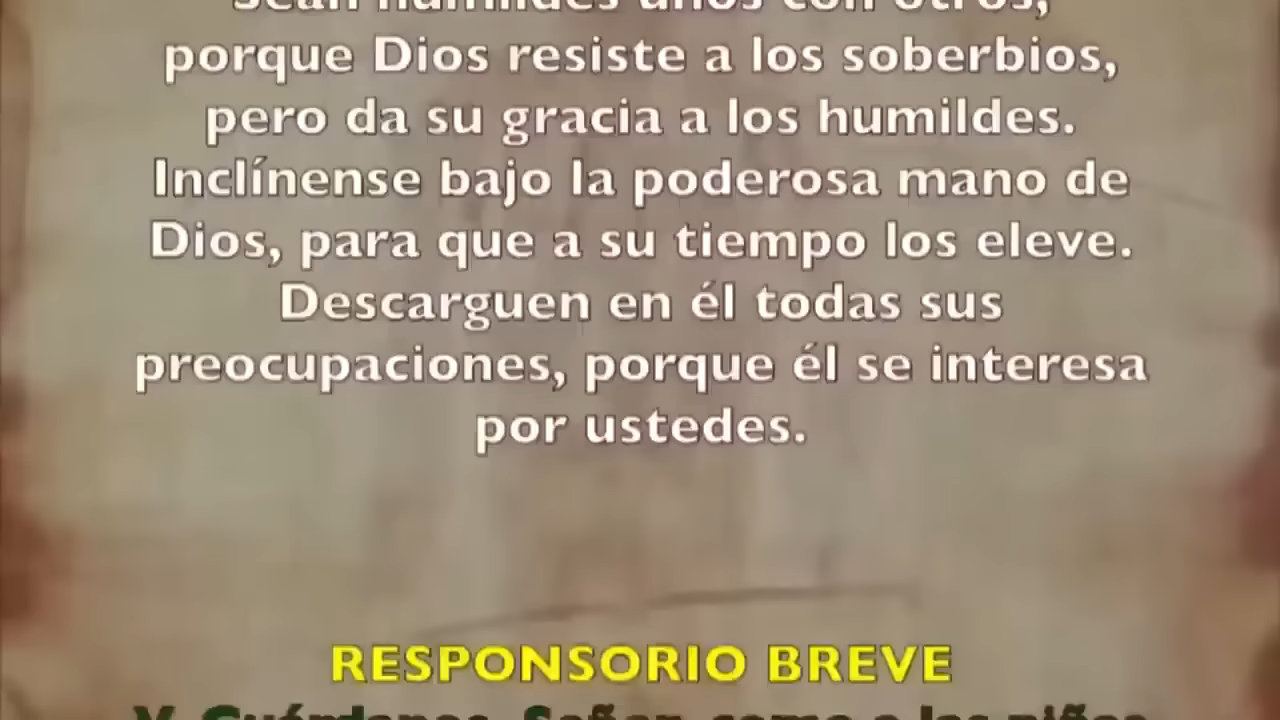 Sean humildes unos con otros,
porque Dios resiste a los soberbios,
pero da su gracia a los humildes.
Inclínense bajo la poderosa mano de
Dios, para que a su tiempo los eleve.
Descarguen en él todas sus
preocupaciones, porque él se interesa
por ustedes.
RESPONSORIO BREVE
V. Guárdanos, Señor, como a las niñas